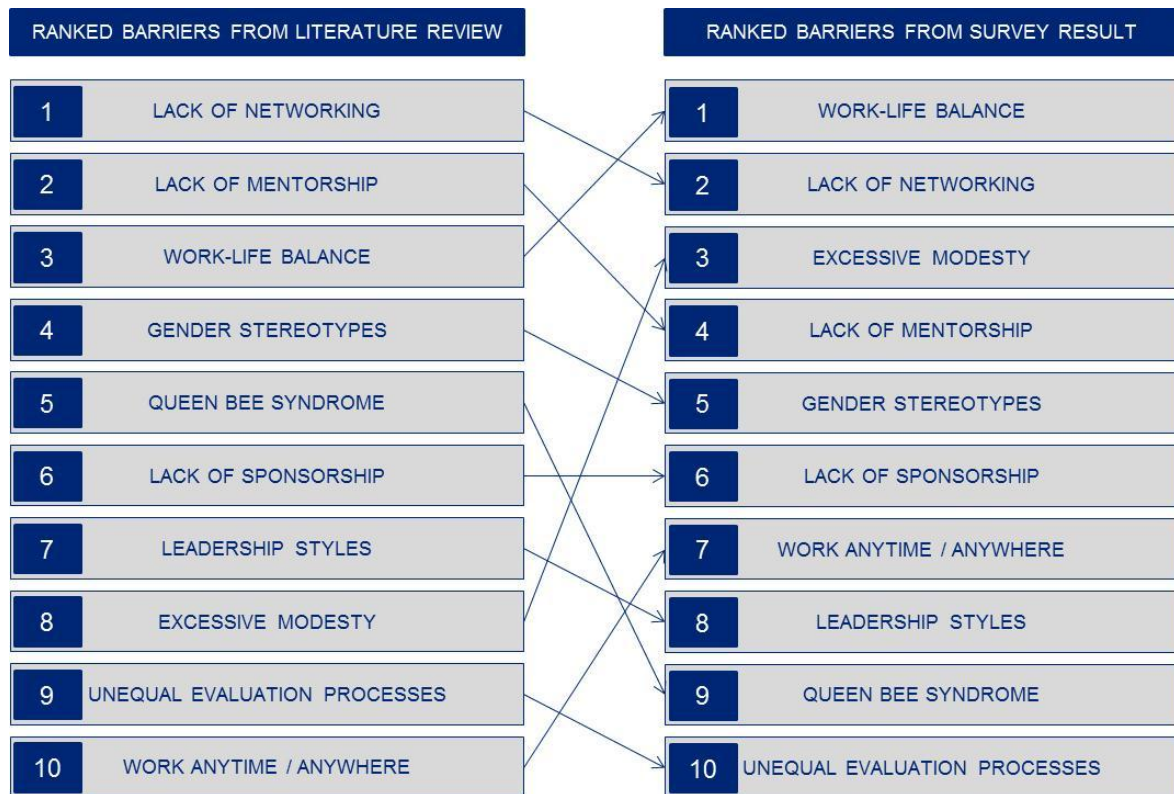 RANKED BARRIERS FROM LITERATURE REVIEW
1 LACK OF NETWORKING
2 LACK OF MENTORSHIP
3 WORK-LIFE BALANCE
4 GENDER STEREOTYPES
5 QUEEN BEE SYNDROME
6 LACK OF SPONSORSHIP
7 LEADERSHIP STYLES
8 EXCESSIVE MODESTY
9 UNEQUAL EVALUATION PROCESSES
10 WORK ANYTIME / ANYWHERE
RANKED BARRIERS FROM SURVEY RESULT
1 WORK-LIFE BALANCE
2 LACK OF NETWORKING
3 EXCESSIVE MODESTY
4 LACK OF MENTORSHIP
5 GENDER STEREOTYPES
6 LACK OF SPONSORSHIP
7 WORK ANYTIME / ANYWHERE
8 LEADERSHIP STYLES
9 QUEEN BEE SYNDROME
10 UNEQUAL EVALUATION PROCESSES